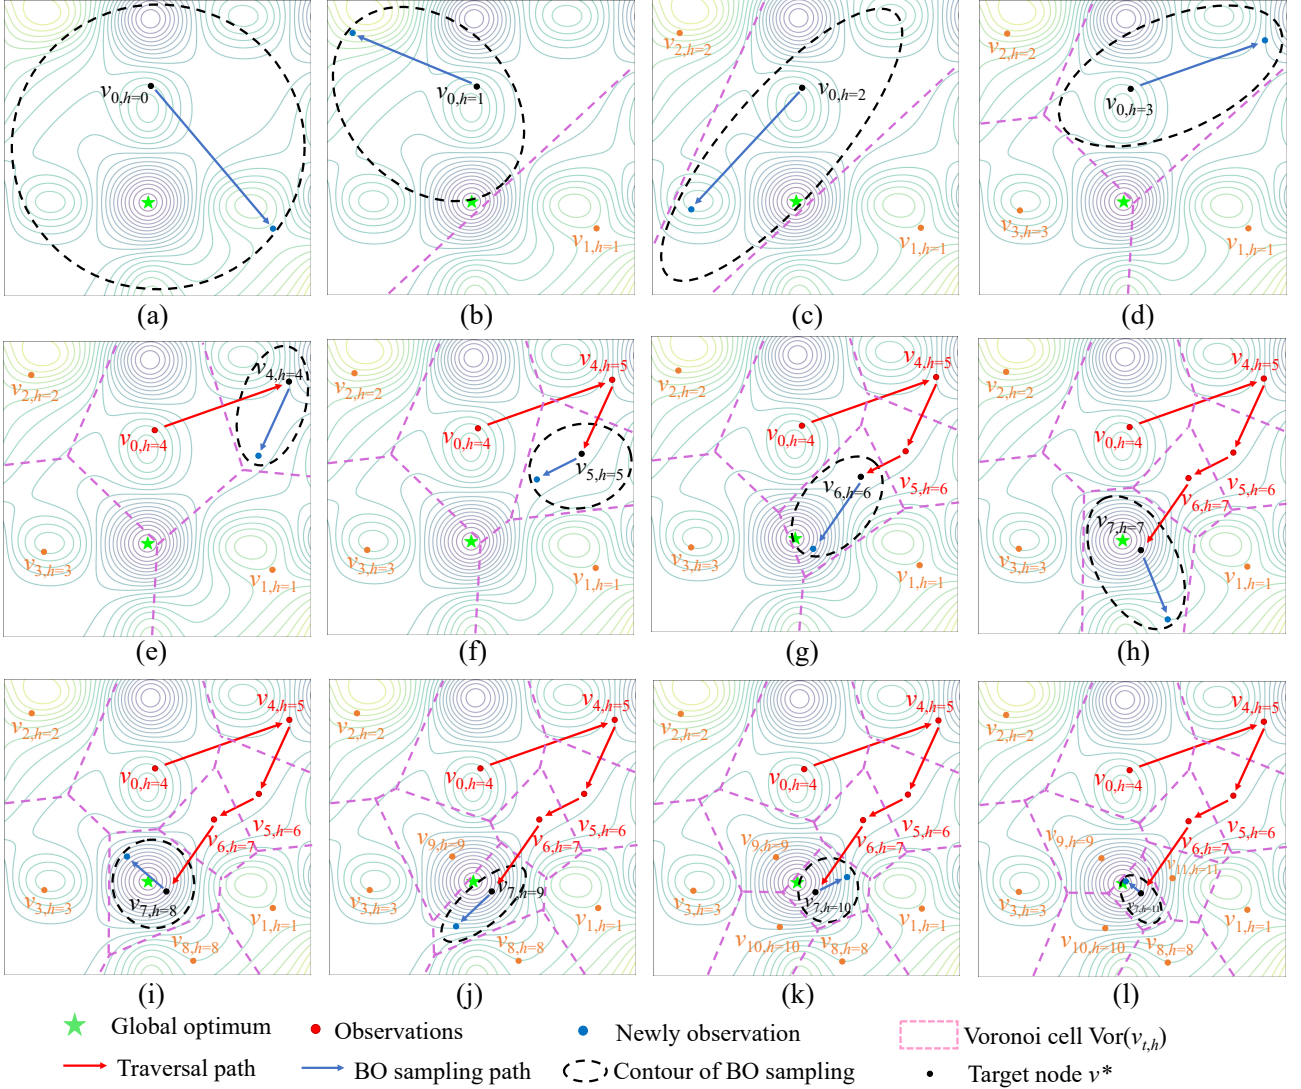 v0,h=0
(a)
v0,h=1
v1,h=1
(b)
v2,h=2
v0,h=2
v1,h=1
(c)
v2,h=2
v0,h=3
v3,h=3
v1,h=1
(d)
v4,h=4
v2,h=2
v0,h=4
v3,h=3
v1,h=1
(e)
v4,h=5
v2,h=2
v0,h=4
v5,h=5
v3,h=3
v1,h=1
(f)
v4,h=5
v2,h=2
v0,h=4
v5,h=6
v6,h=6
v3,h=3
v1,h=1
(g)
v4,h=5
v2,h=2
v0,h=4
v5,h=6
v6,h=7
v7,h=7
v3,h=3
v1,h=1
(h)
v4,h=5
v2,h=2
v0,h=4
v5,h=6
v6,h=7
v3,h=3
v7,h=8
v1,h=1
v8,h=8
(i)
v4,h=5
v2,h=2
v0,h=4
v5,h=6
v6,h=7
v9,h=9
v7,h=9
v3,h=3
v1,h=1
v8,h=8
(j)
v4,h=5
v2,h=2
v0,h=4
v5,h=6
v6,h=7
v9,h=9
v3,h=3
v7,h=10
v1,h=1
v10,h=10
v8,h=8
(k)
v4,h=5
v2,h=2
v0,h=4
v5,h=6
v6,h=7
v9,h=9
v11,h=11
v3,h=3
v7,h=11
v1,h=1
v10,h=10
v8,h=8
(l)
Global optimum
Observations
Newly observation
Voronoi cell Vor(vt,h)
Traversal path
BO sampling path
Contour of BO sampling
Target node v*